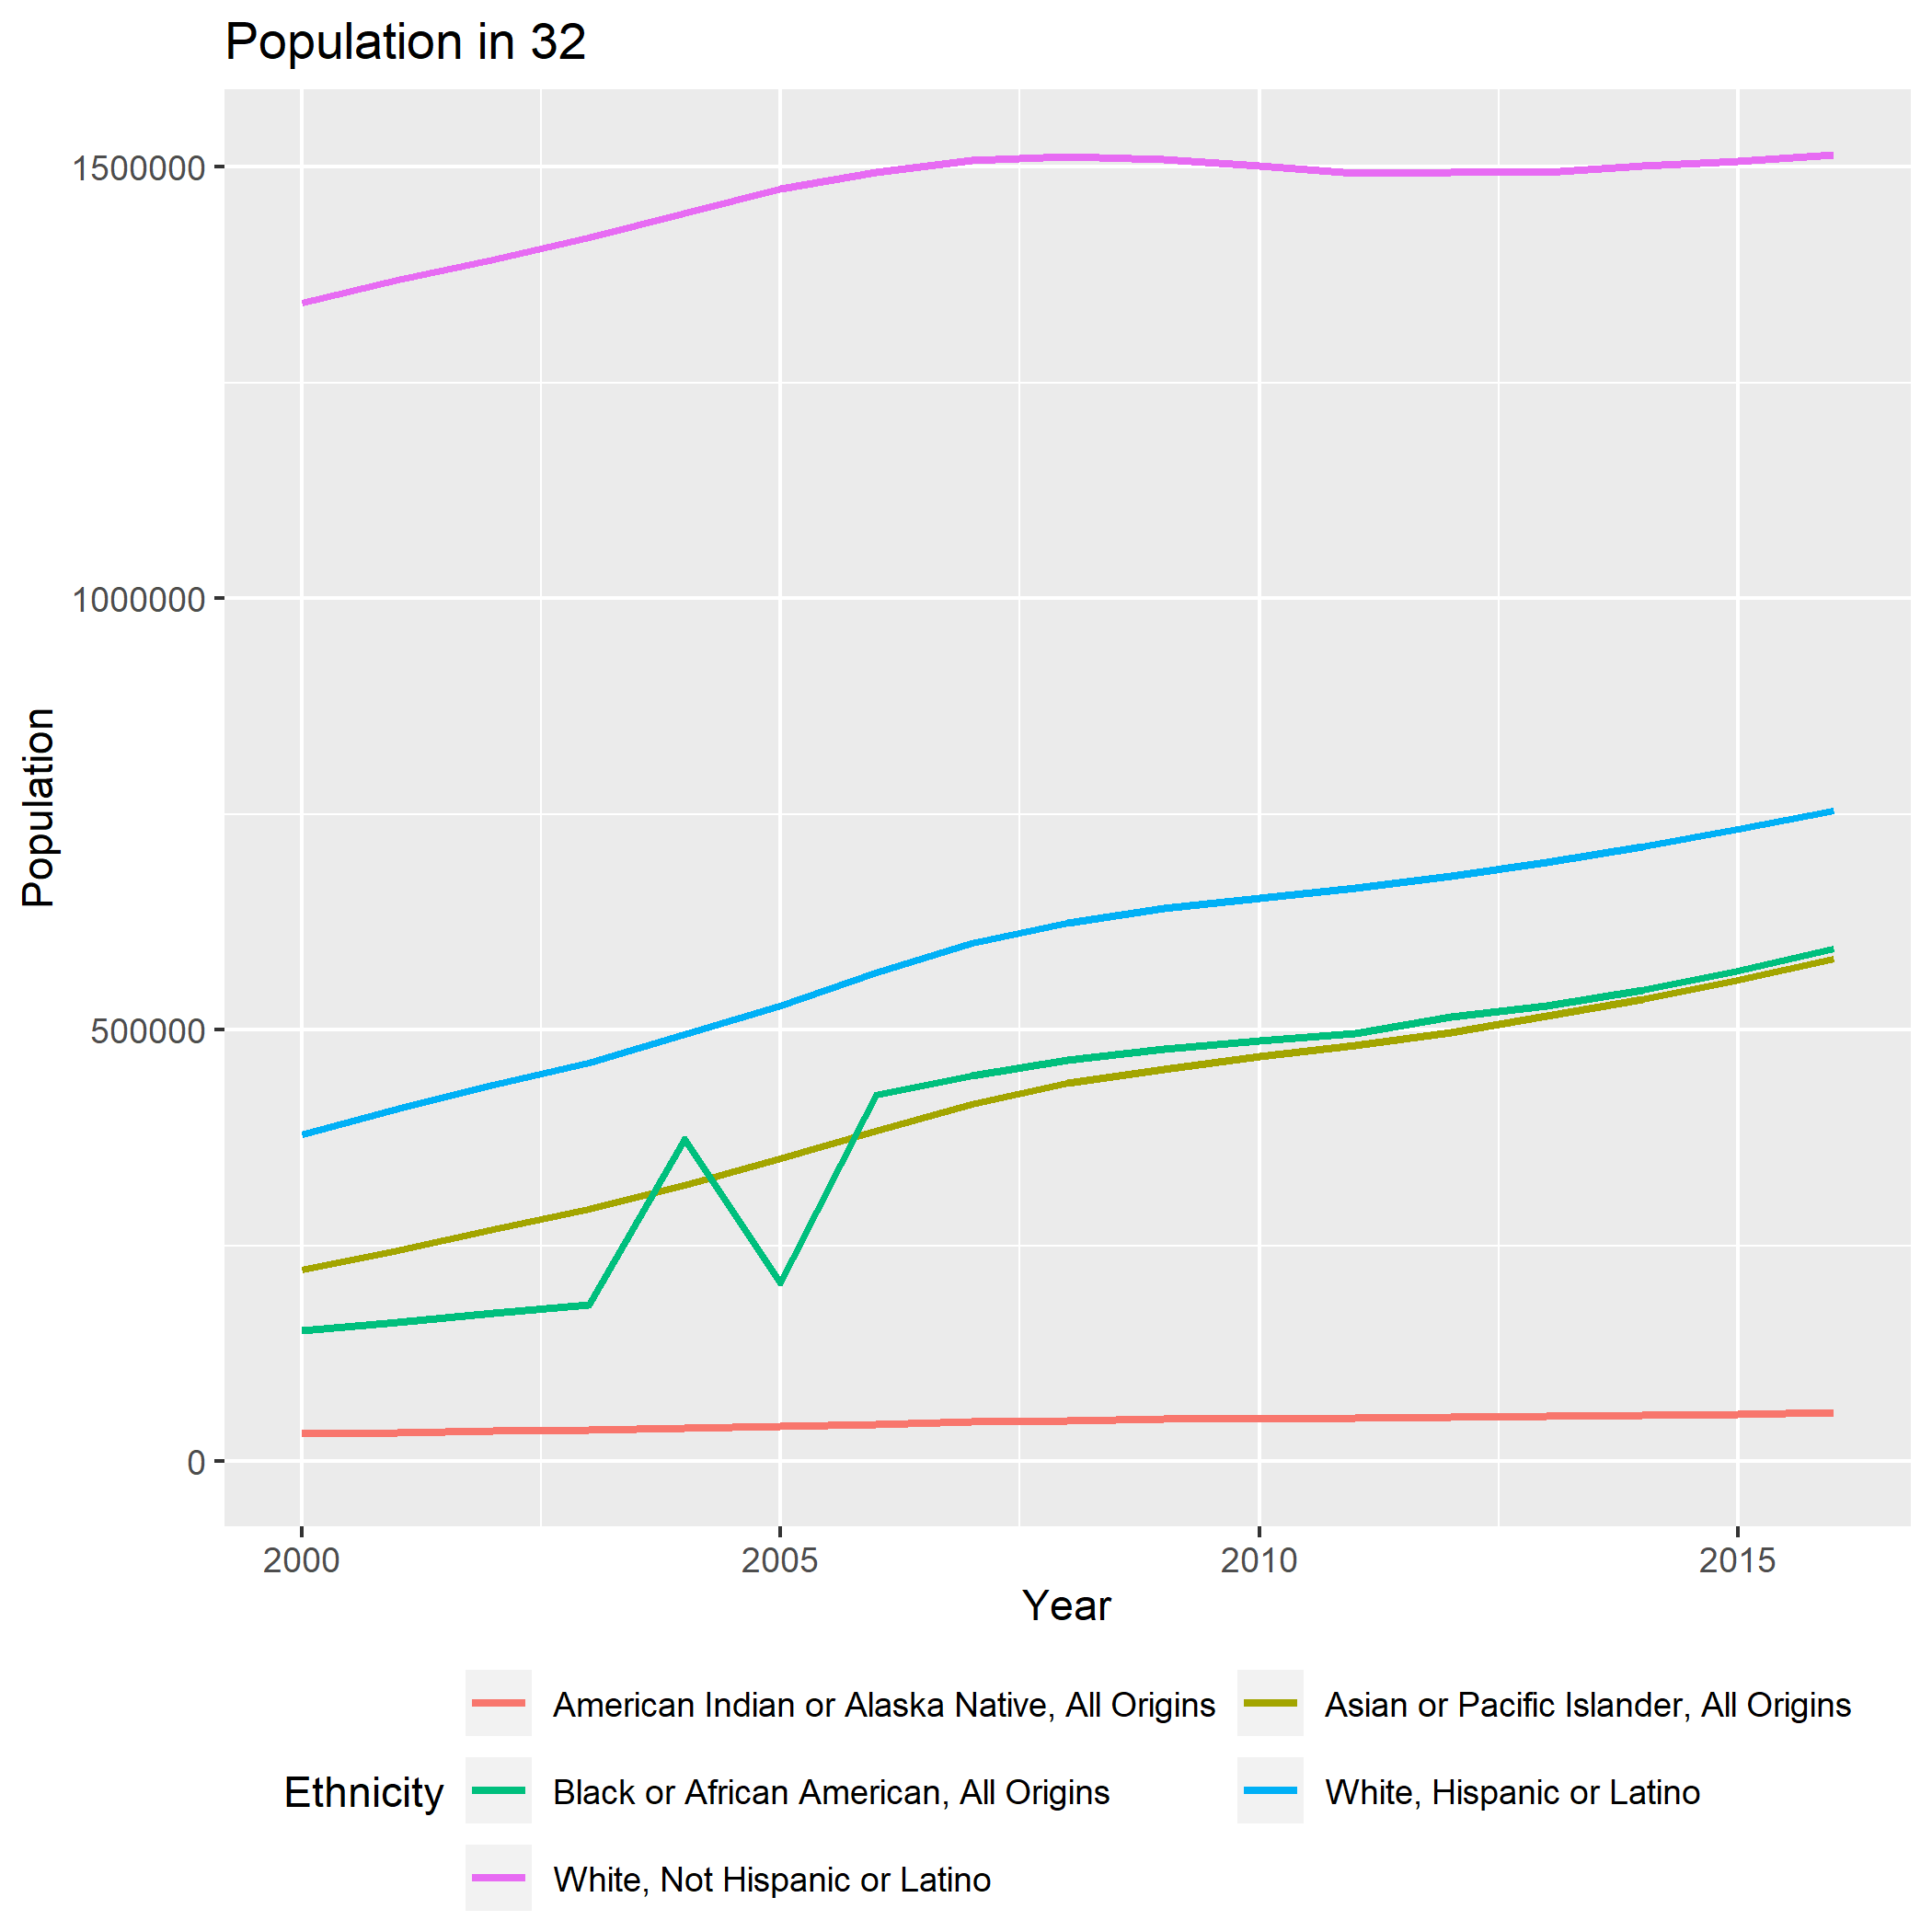 Population in 32
1500000
1000000
500000
0
Population
2000 2005 2010 2015
Year
Ethnicity
American Indian or Alaska Native, All Origins
Asian or Pacific Islander, All Origins
Black or African American, All Origins
White, Hispanic or Latino
White, Not Hispanic or Latino